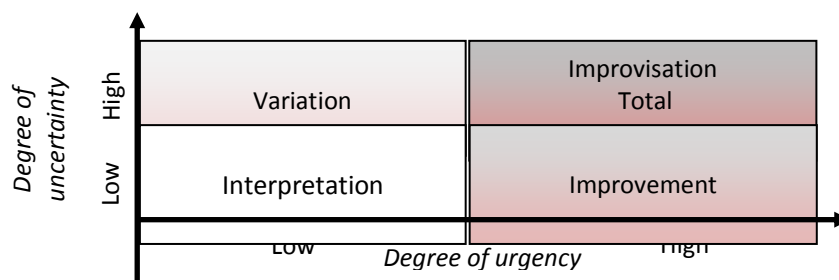 Degree of
uncertainty
High
Low
Variation
Improvisation
Total
Interpretation
Improvement
Low
Degree of urgency
High